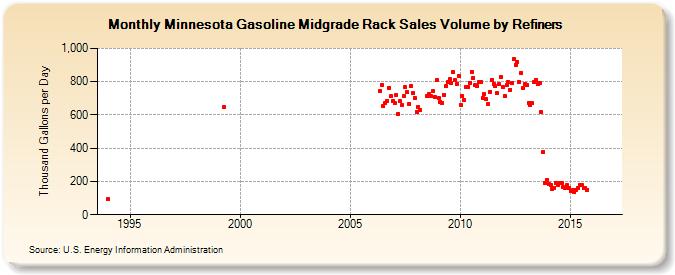 Monthly Minnesota Gasoline Midgrade Rack Sales Volume by Refiners
Thousand Gallons per Day
1,000
800
600
400
200
0
1995 2000 2005 2010 2015
Source: U.S. Energy Information Administration